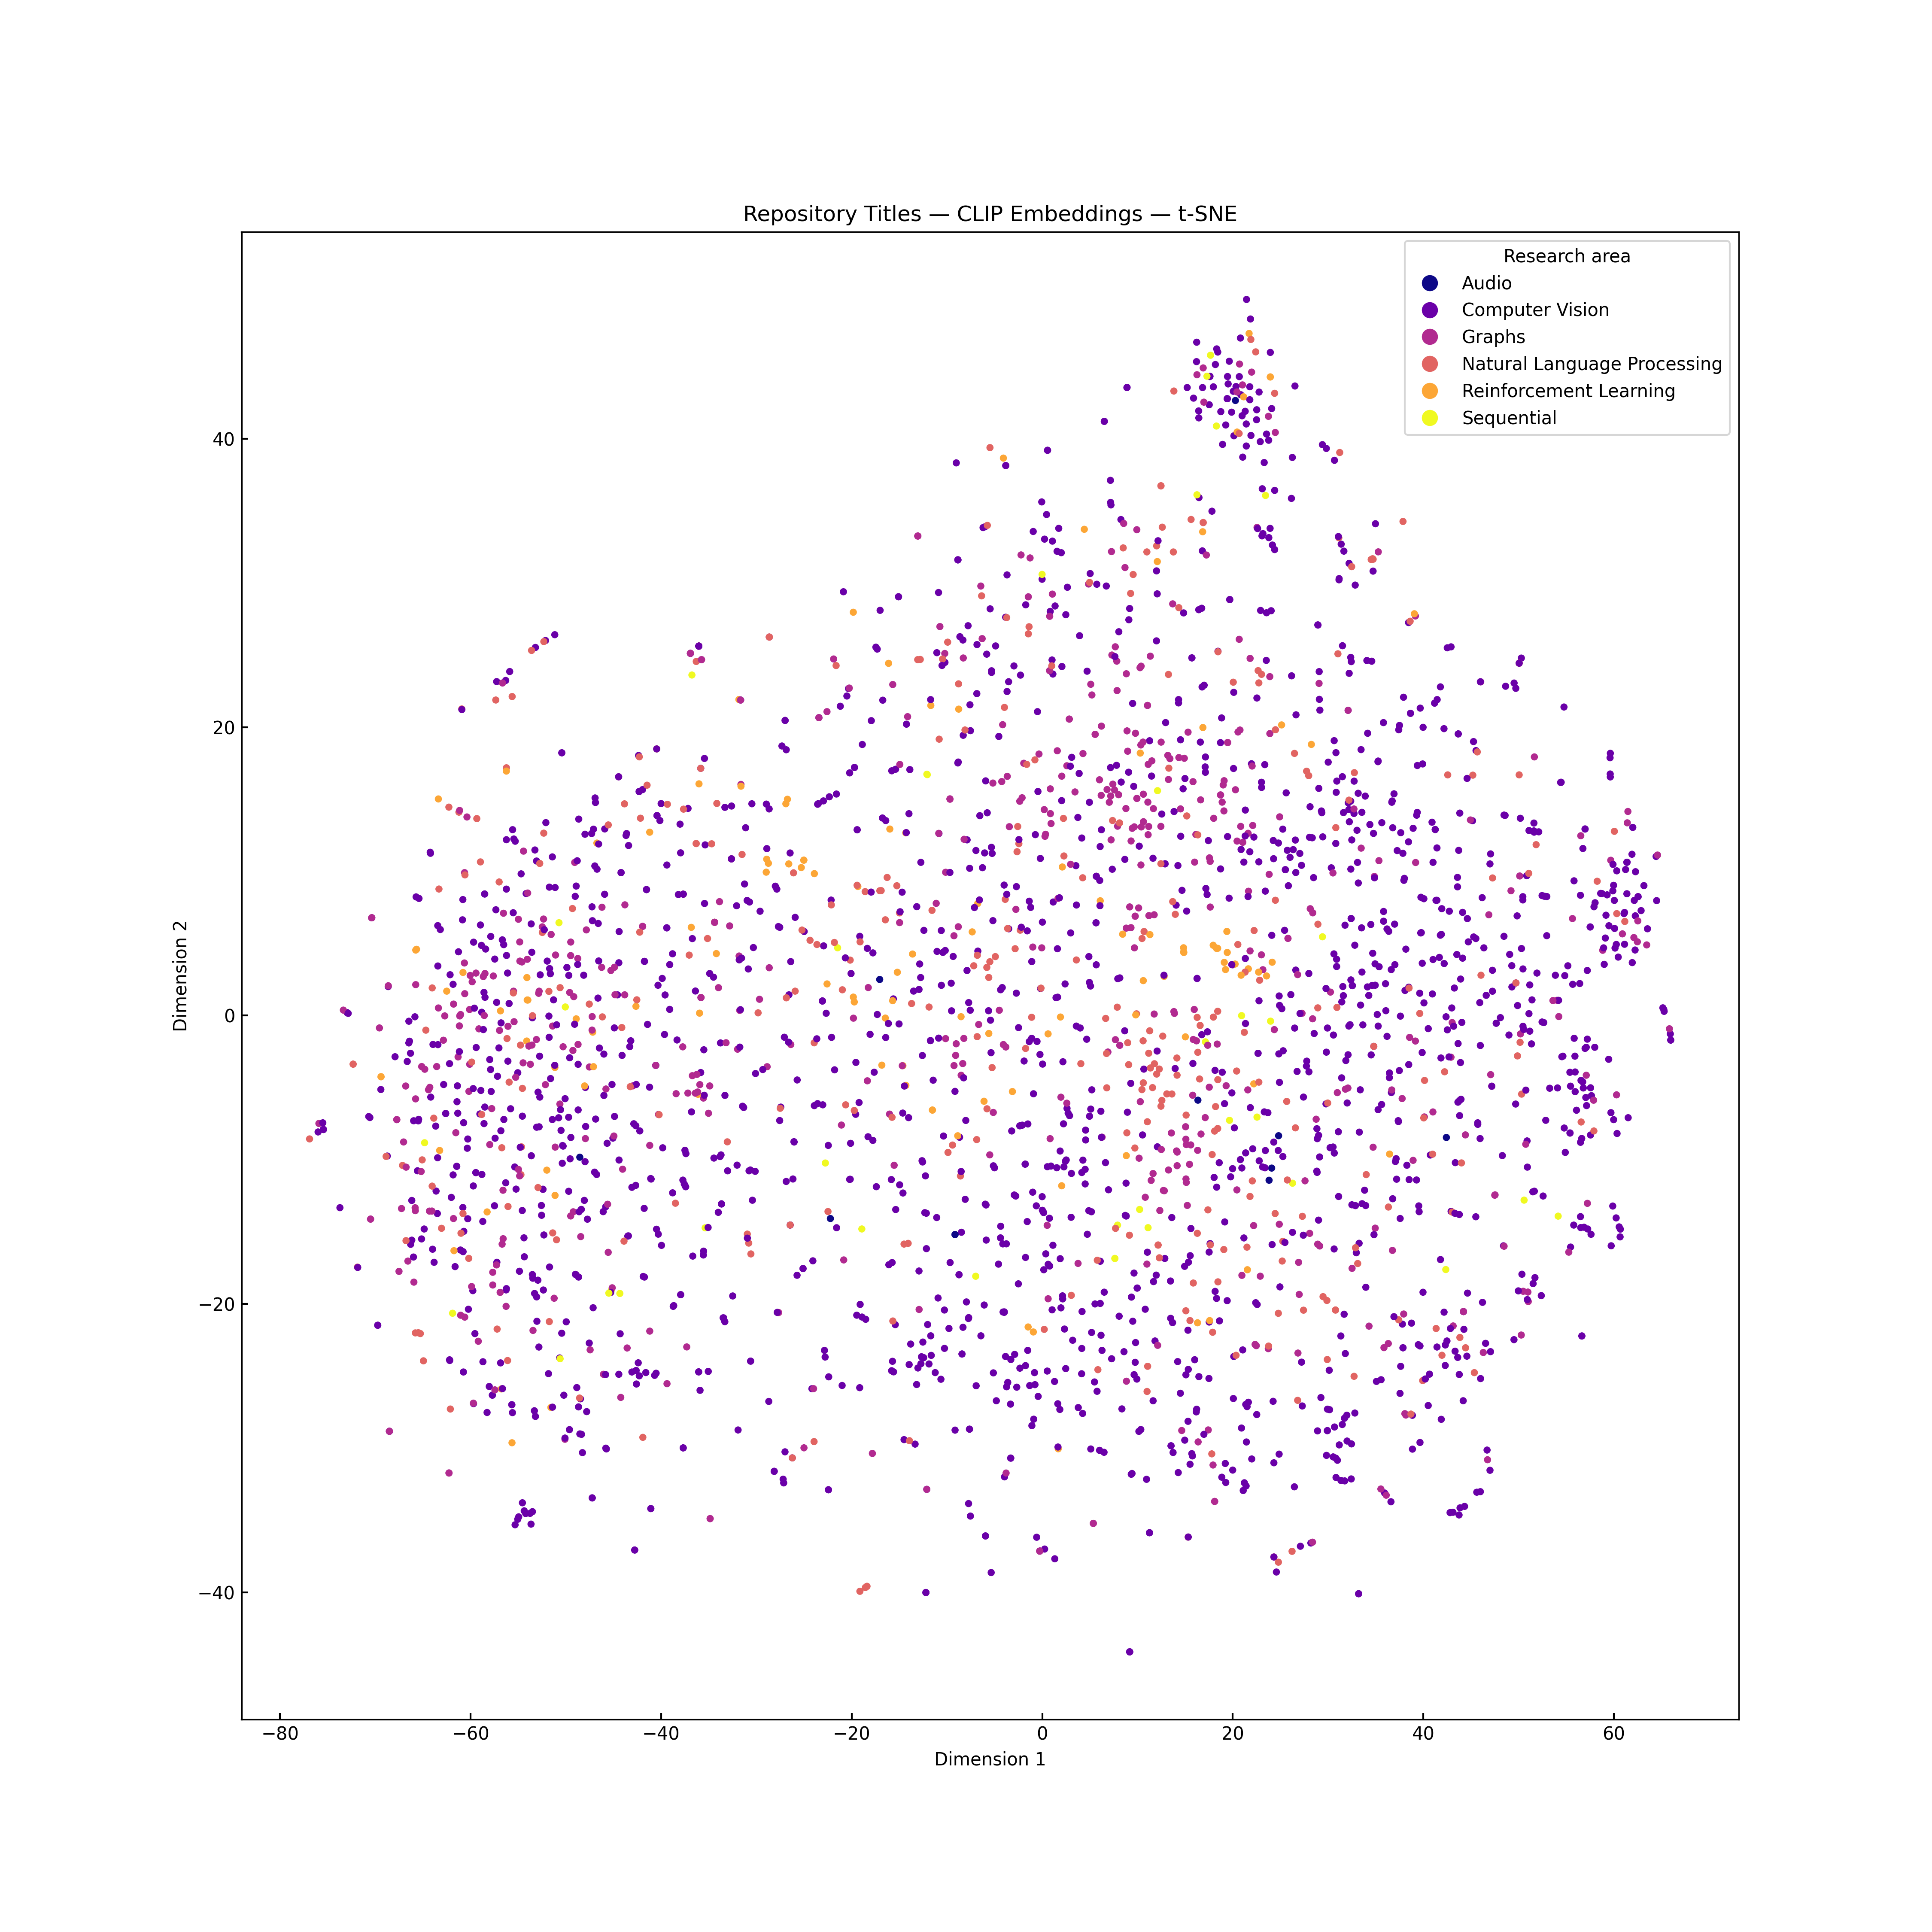 Repository Titles — CLIP Embeddings — t-SNE
Research area
Audio
Computer Vision
Graphs
Natural Language Processing
Reinforcement Learning
Sequential
40
20
0
−20
−40
Dimension 2
−80
−60
−40
−20
0
20
40
60
Dimension 1